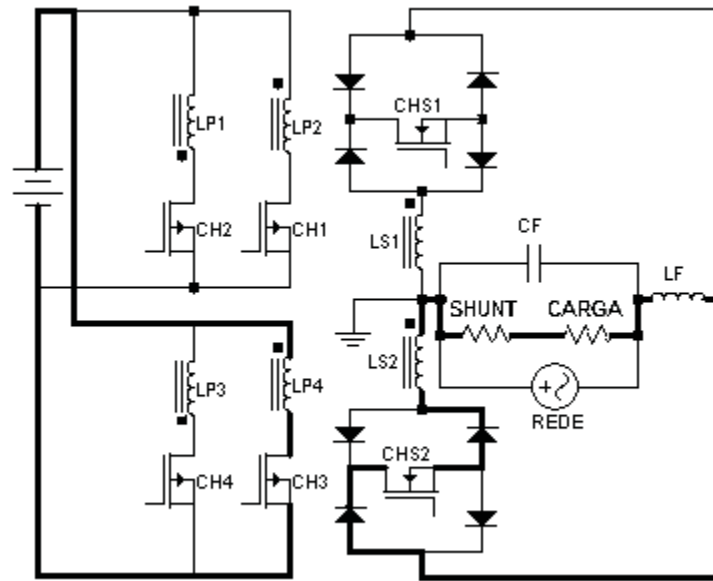 CHS1
LP1
LP2
CH2
CH1
LS1
CF
LF
SHUNT
CARGA
LS2
LP3
LP4
REDE
CHS2
CH4
CH3